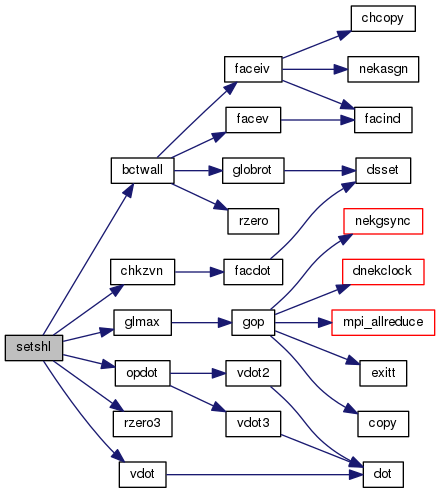 chcopy
faceiv
nekasgn
facev
facind
bctwall
globrot
dsset
rzero
nekgsync
chkzvn
facdot
dnekclock
glmax
gop
mpi_allreduce
setshl
opdot
vdot2
exitt
rzero3
vdot3
copy
vdot
dot